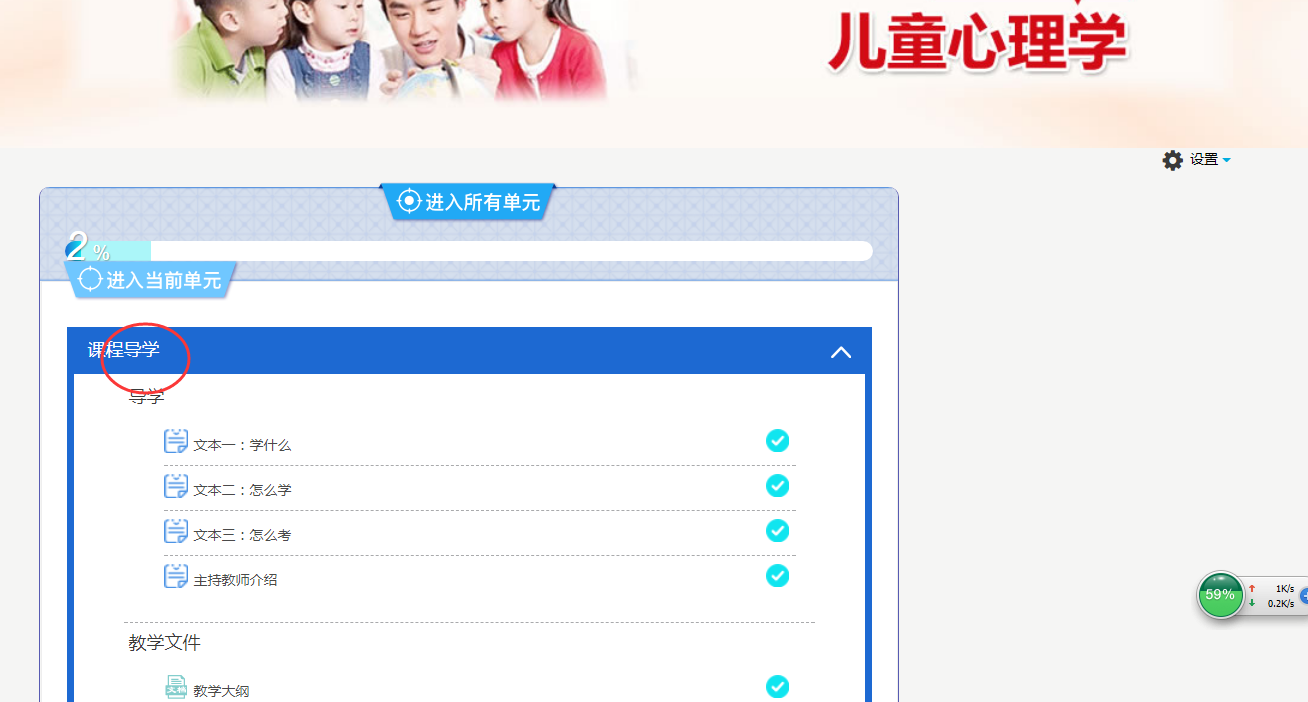 儿童心理学
设置
进入所有单元
2 %
进入当前单元
课程导学
导学
文本一：学什么
文本二：怎么学
文本三：怎么考
主持教师介绍
59%
1K/s
0.2K/s
教学文件
文档
教学大纲